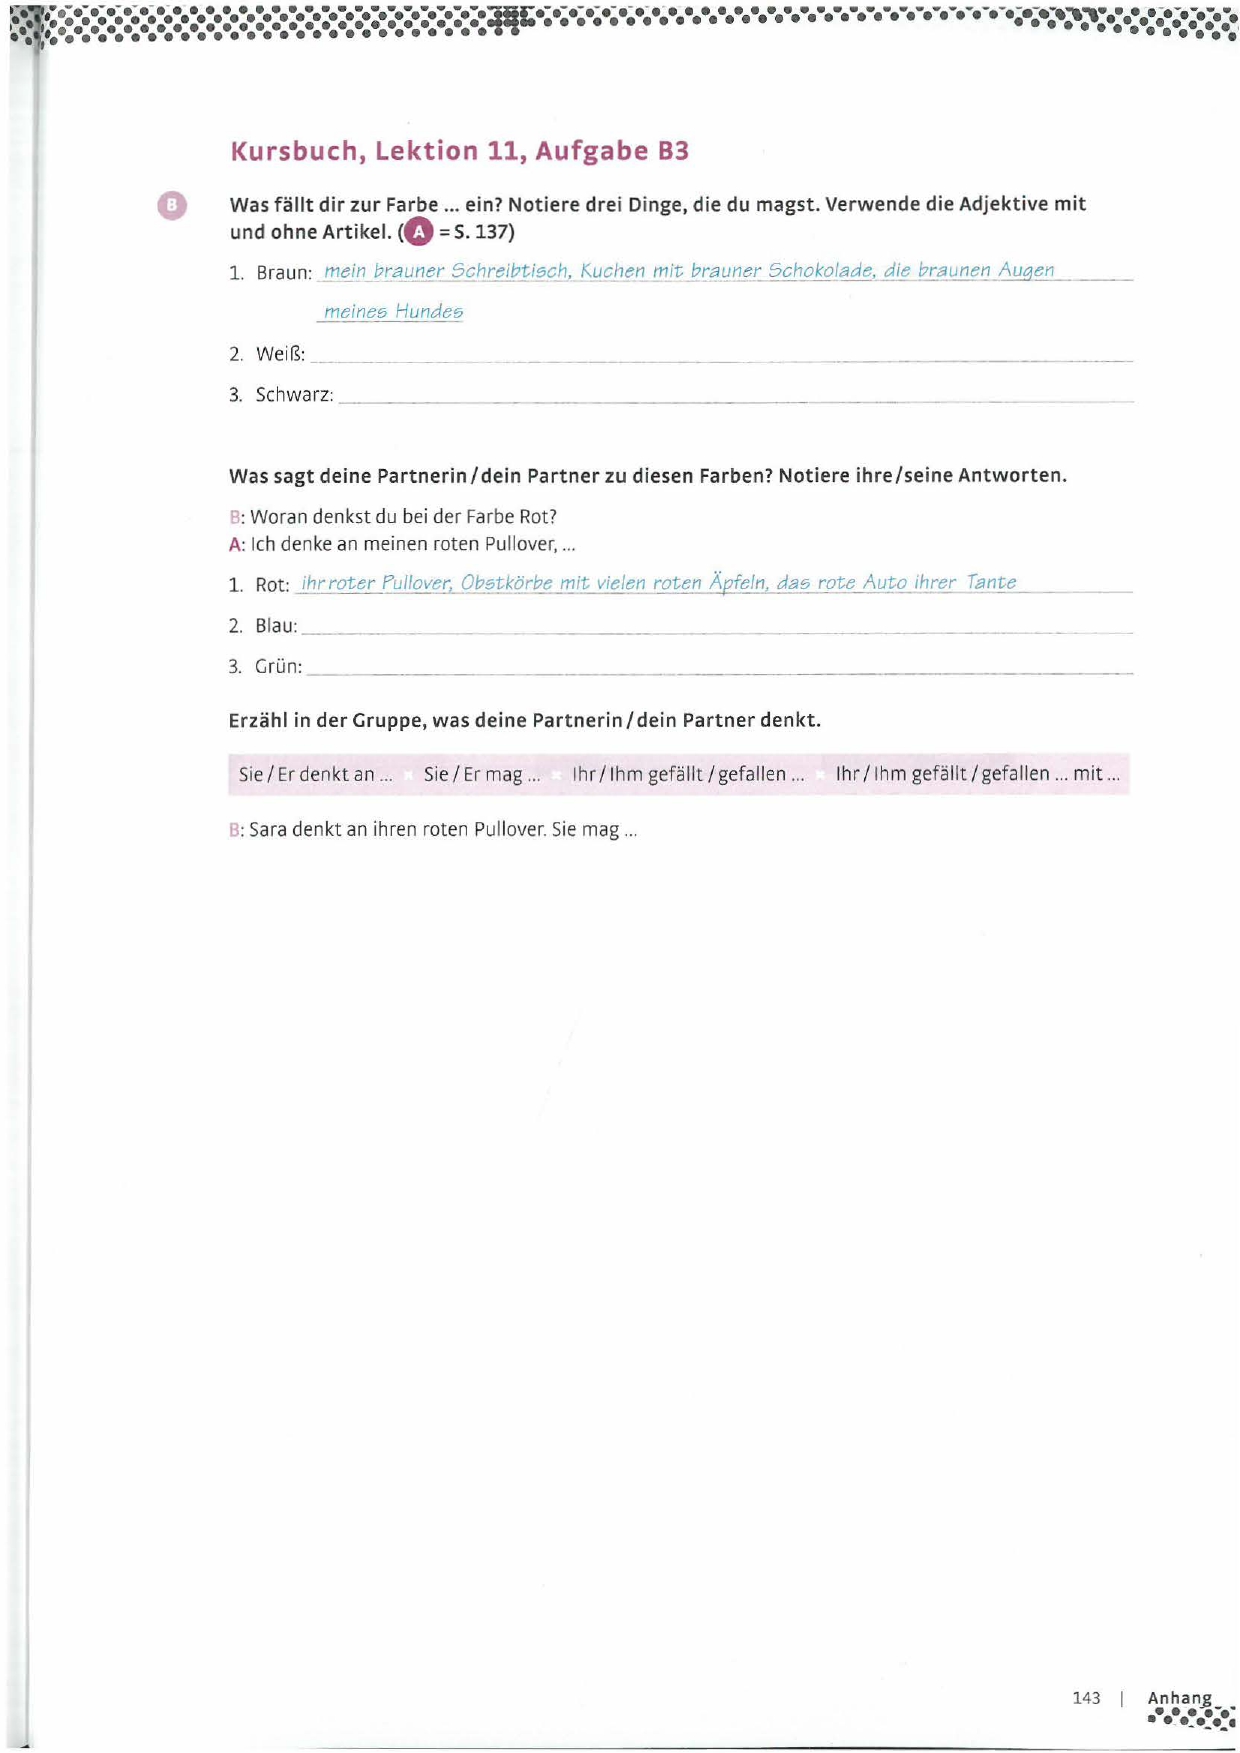 Kursbuch, Lektion 11, Aufgabe B3
B Was fällt dir zur Farbe ... ein? Notiere drei Dinge, die du magst. Verwende die Adjektive mit
und ohne Artikel. (A = S. 137)
1. Braun: mein brauner Schreibtisch, Kuchen mit brauner Schokolade, die braunen Augen
meines Hundes
2. Weiß:
3. Schwarz:
Was sagt deine Partnerin/dein Partner zu diesen Farben? Notiere ihre/seine Antworten.
B: Woran denkst du bei der Farbe Rot?
A: Ich denke an meinen roten Pullover, ...
1. Rot: ihr roter Pullover, Obstkörbe mit vielen roten Äpfeln, das rote Auto ihrer Tante
2. Blau:
3. Grün:
Erzähl in der Gruppe, was deine Partnerin/dein Partner denkt.
Sie/Er denkt an ... × Sie/Er mag ... × Ihr/Ihm gefällt/gefallen ... × Ihr/Ihm gefällt/gefallen ... mit ...
B: Sara denkt an ihren roten Pullover. Sie mag ...
143 | Anhang